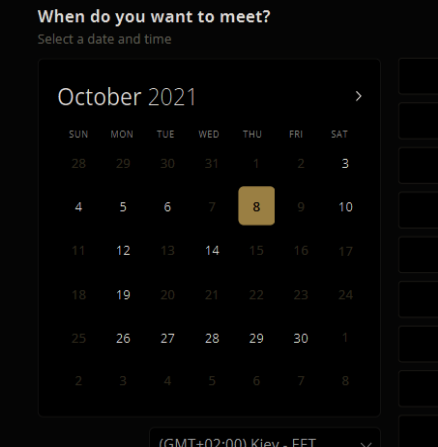 When do you want to meet?
Select a date and time
October 2021 >
SUN MON TUE WED THU FRI SAT
28 29 30 31 1 2 3
4 5 6 7 8 9 10
11 12 13 14 15 16 17
18 19 20 21 22 23 24
25 26 27 28 29 30 1
2 3 4 5 6 7 8
(GMT+02:00) Kiev - EET